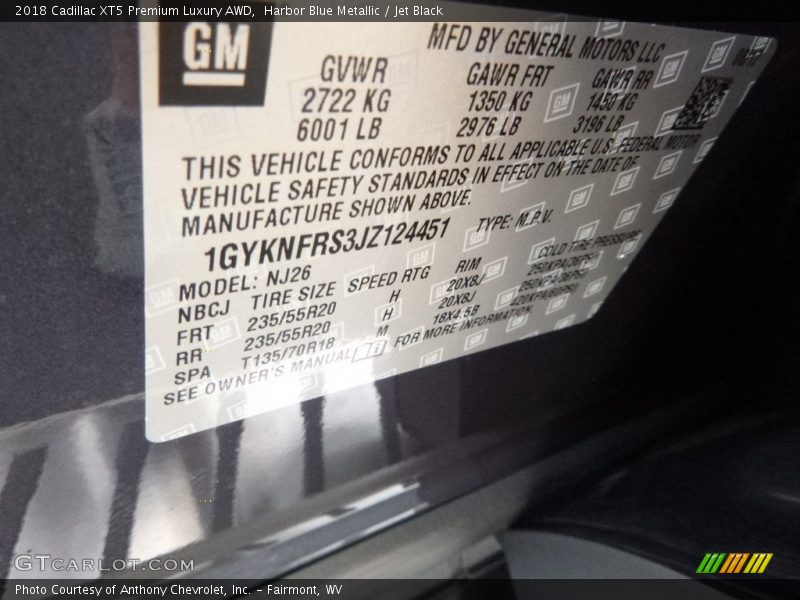 2018 Cadillac XT5 Premium Luxury AWD, Harbor Blue Metallic / Jet Black
GM
MFD BY GENERAL MOTORS LLC
GVWR GAWR FRT GAWR RR
2722 KG 1350 KG 1450 KG
6001 LB 2976 LB 3196 LB
THIS VEHICLE CONFORMS TO ALL APPLICABLE U.S. FEDERAL MOTOR
VEHICLE SAFETY STANDARDS IN EFFECT ON THE DATE OF
MANUFACTURE SHOWN ABOVE.
1GYKNFRS3JZ124451 TYPE: M.P.V.
MODEL: NJ26
NBCJ TIRE SIZE SPEED RTG RIM COLD TIRE PRESSURE
FRT 235/55R20 H 20X8J
RR 235/55R20 H 20X8J
SPA T135/70R18 M 18X4.5B
SEE OWNER'S MANUAL FOR MORE INFORMATION
GTCARLOT.COM
Photo Courtesy of Anthony Chevrolet, Inc. – Fairmont, WV